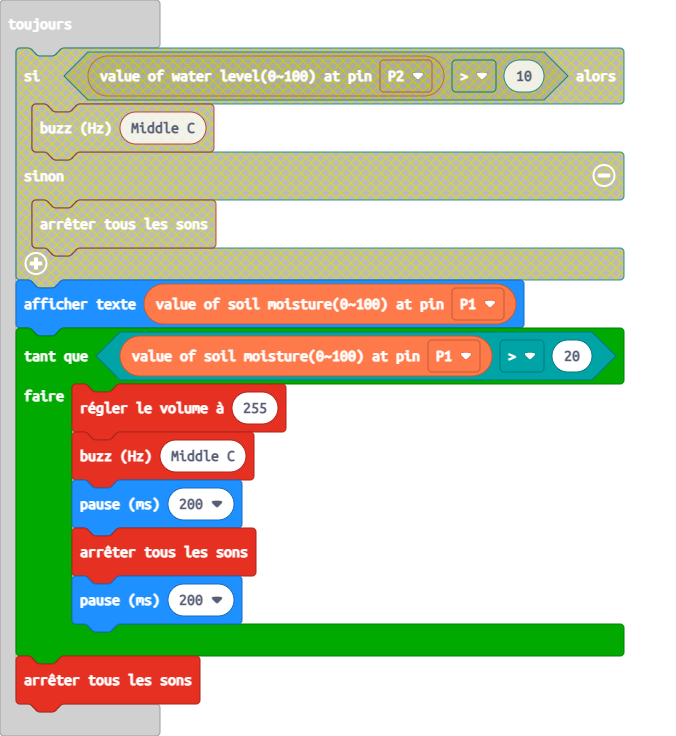 toujours
si value of water level(0~100) at pin P2 > 10 alors
buzz (Hz) Middle C
sinon
arrêter tous les sons
afficher texte value of soil moisture(0~100) at pin P1
tant que value of soil moisture(0~100) at pin P1 > 20
faire
régler le volume à 255
buzz (Hz) Middle C
pause (ms) 200
arrêter tous les sons
pause (ms) 200
arrêter tous les sons